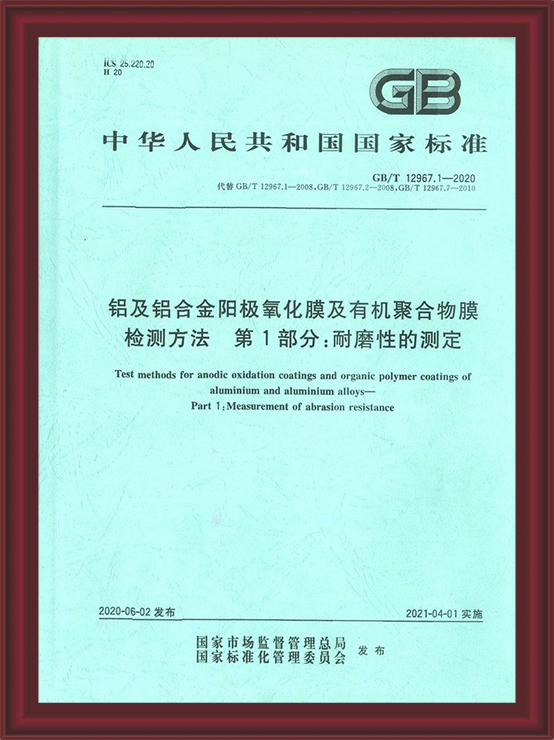 ICS 25.220.20
H 20
GB
中华人民共和国国家标准
GB/T 12967.1—2020
代替 GB/T 12967.1—2008,GB/T 12967.2—2008,GB/T 12967.7—2010
铝及铝合金阳极氧化膜及有机聚合物膜
检测方法 第1部分:耐磨性的测定
Test methods for anodic oxidation coatings and organic polymer coatings of
aluminium and aluminium alloys—
Part 1:Measurement of abrasion resistance
2020-06-02 发布 2021-04-01 实施
国家市场监督管理总局
国家标准化管理委员会 发布